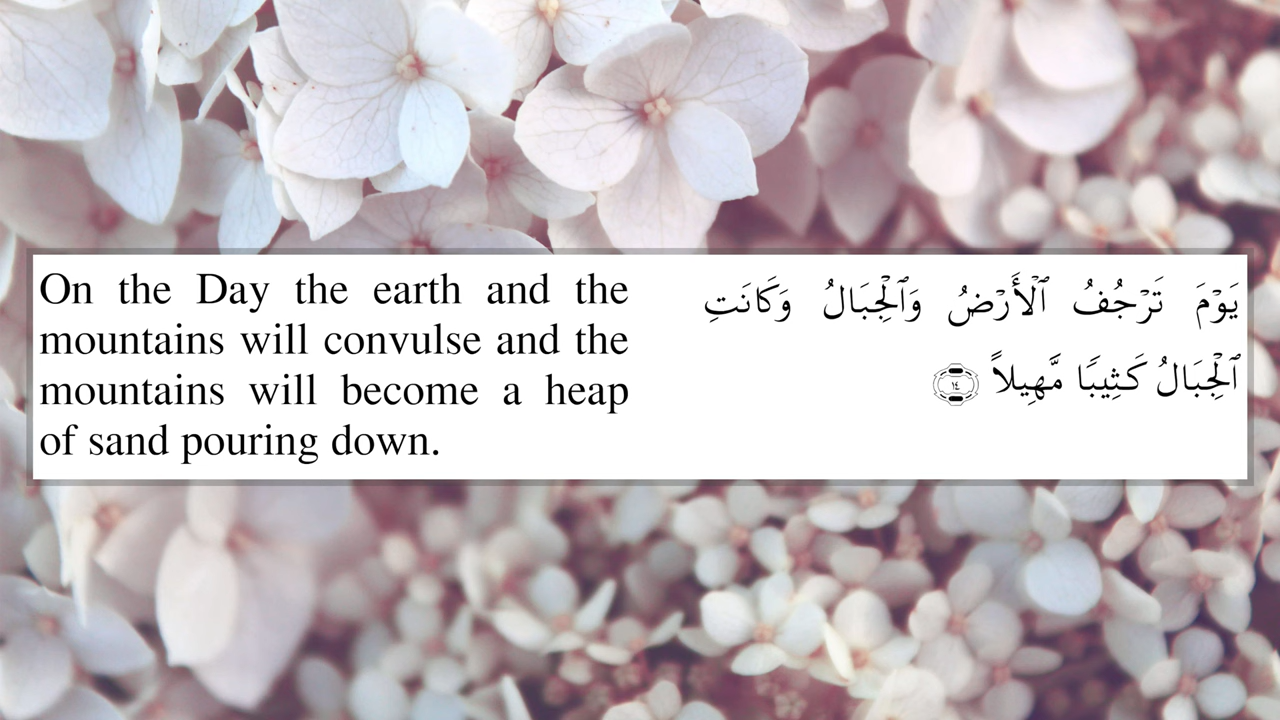 On the Day the earth and the
mountains will convulse and the
mountains will become a heap
of sand pouring down.
يَوْمَ تَرْجُفُ ٱلْأَرْضُ وَٱلْجِبَالُ وَكَانَتِ
ٱلْجِبَالُ كَثِيبًا مَّهِيلاً ١٤